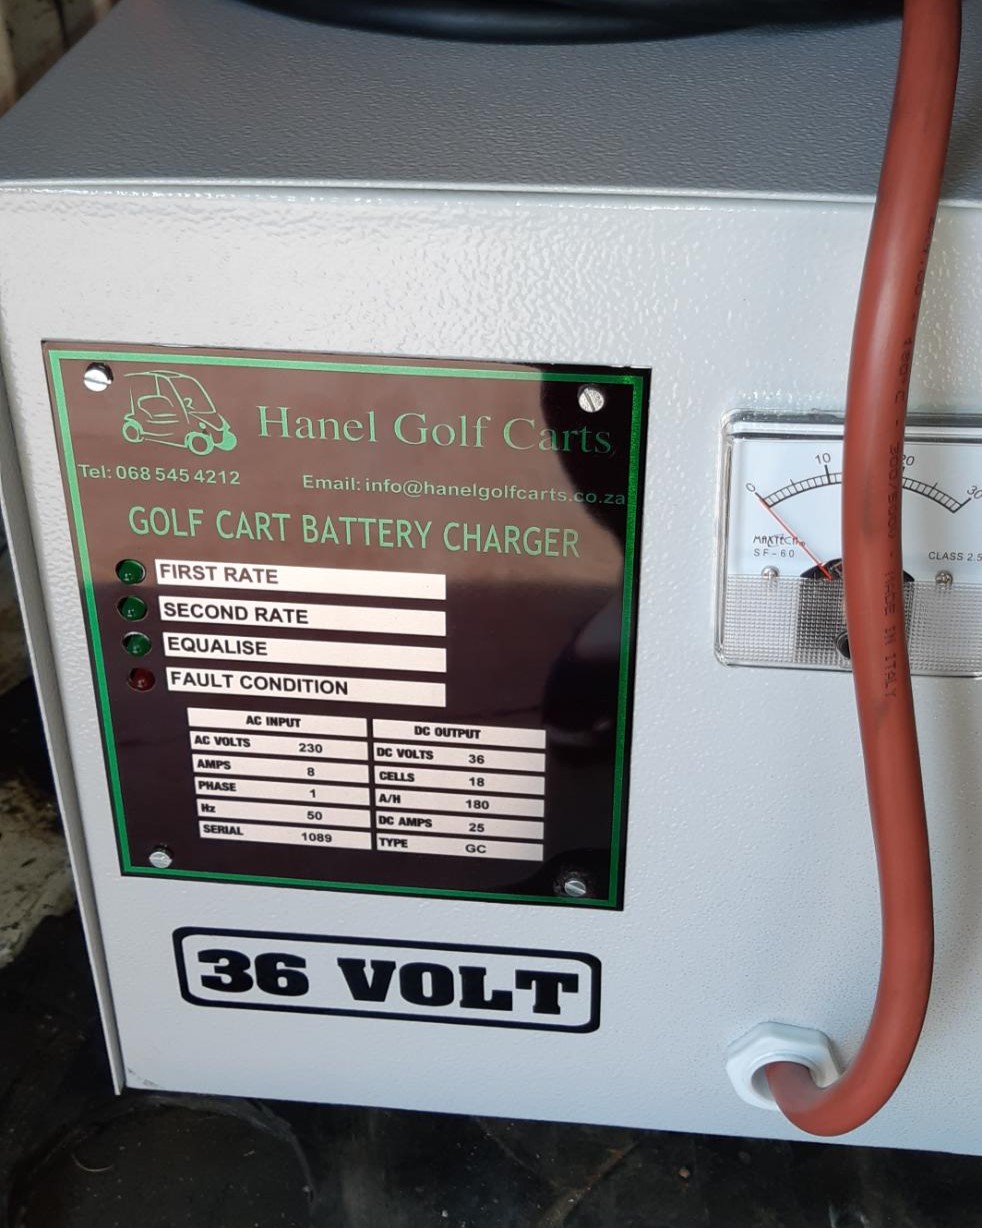 Hanel Golf Carts
Tel: 068 545 4212 Email: info@hanelgolfcarts.co.za
GOLF CART BATTERY CHARGER
FIRST RATE
SECOND RATE
EQUALISE
FAULT CONDITION
AC INPUT
AC VOLTS 230
AMPS 8
PHASE 1
Hz 50
SERIAL 1089
DC OUTPUT
DC VOLTS 36
CELLS 18
A/H 180
DC AMPS 25
TYPE GC
36 VOLT
0 10 20 30
MAXTECH
SF-60
CLASS 2.5
MADE IN ITALY